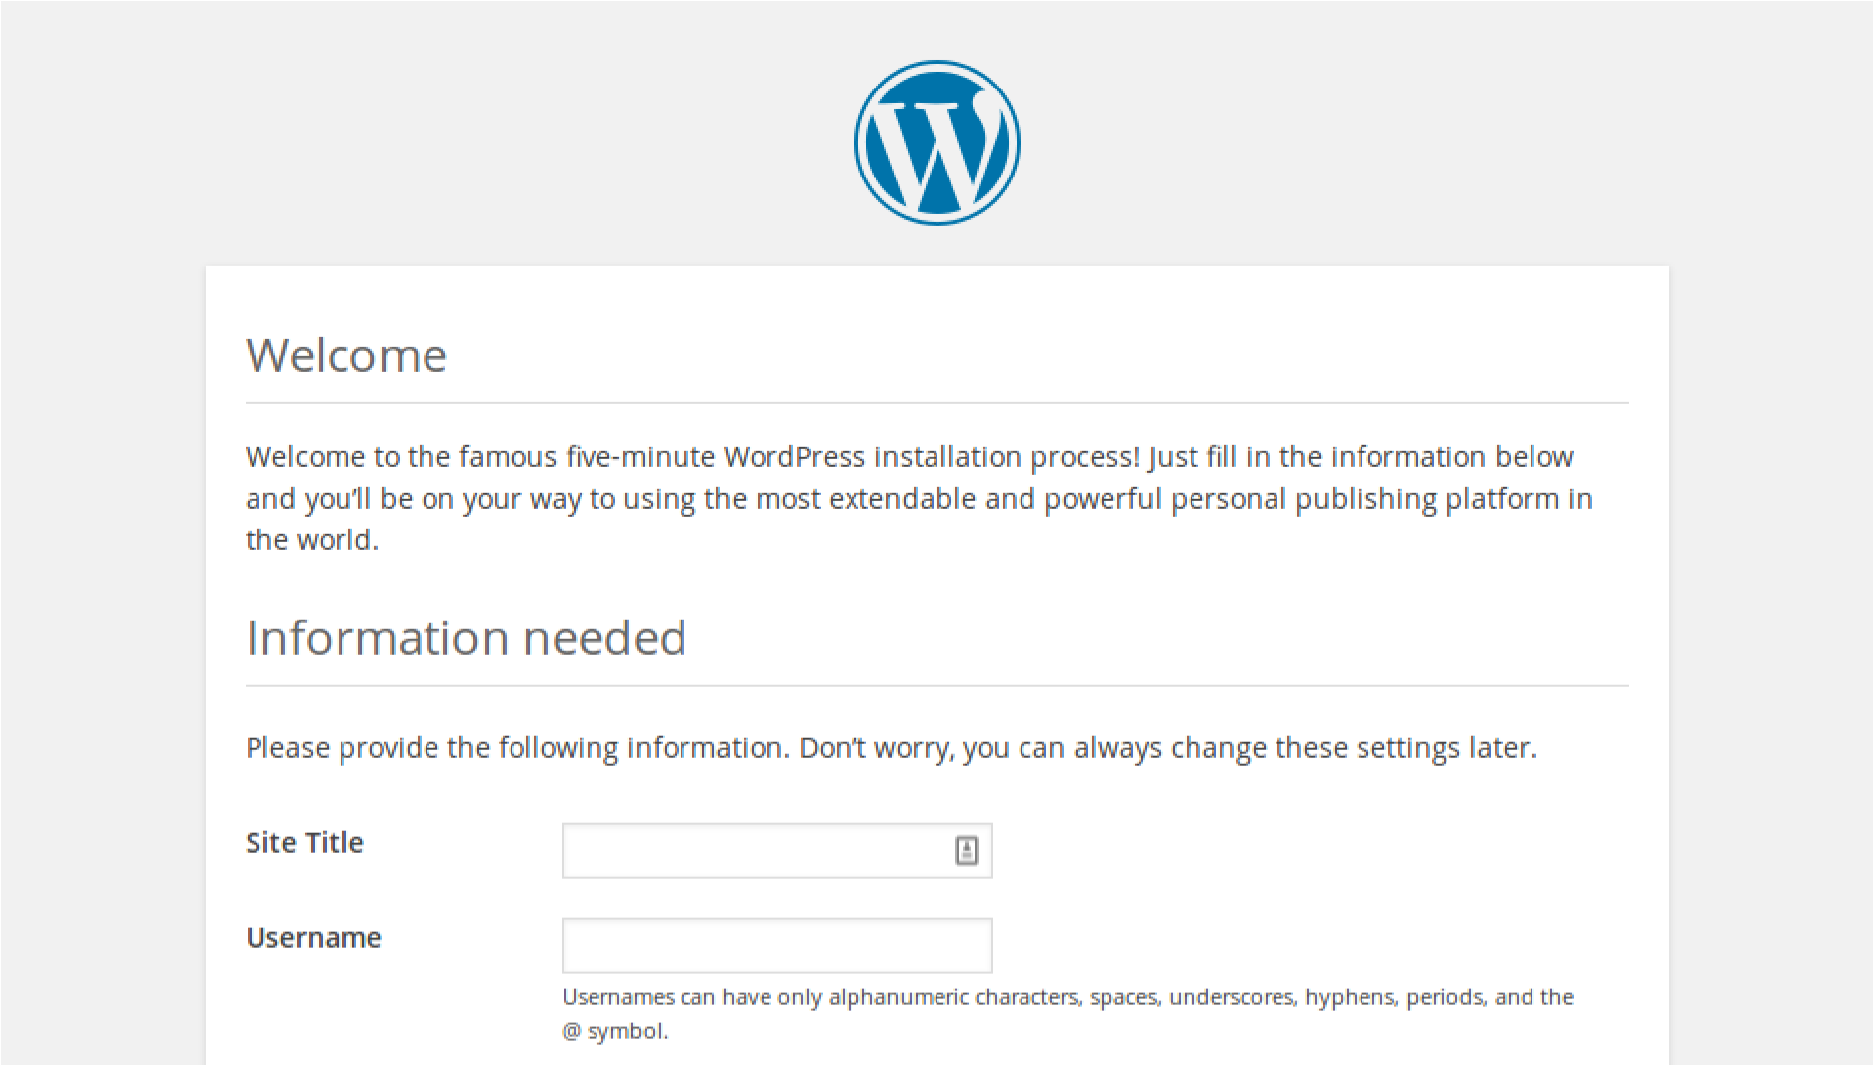 Welcome
Welcome to the famous five-minute WordPress installation process! Just fill in the information below
and you’ll be on your way to using the most extendable and powerful personal publishing platform in
the world.
Information needed
Please provide the following information. Don’t worry, you can always change these settings later.
Site Title
Username
Usernames can have only alphanumeric characters, spaces, underscores, hyphens, periods, and the
@ symbol.